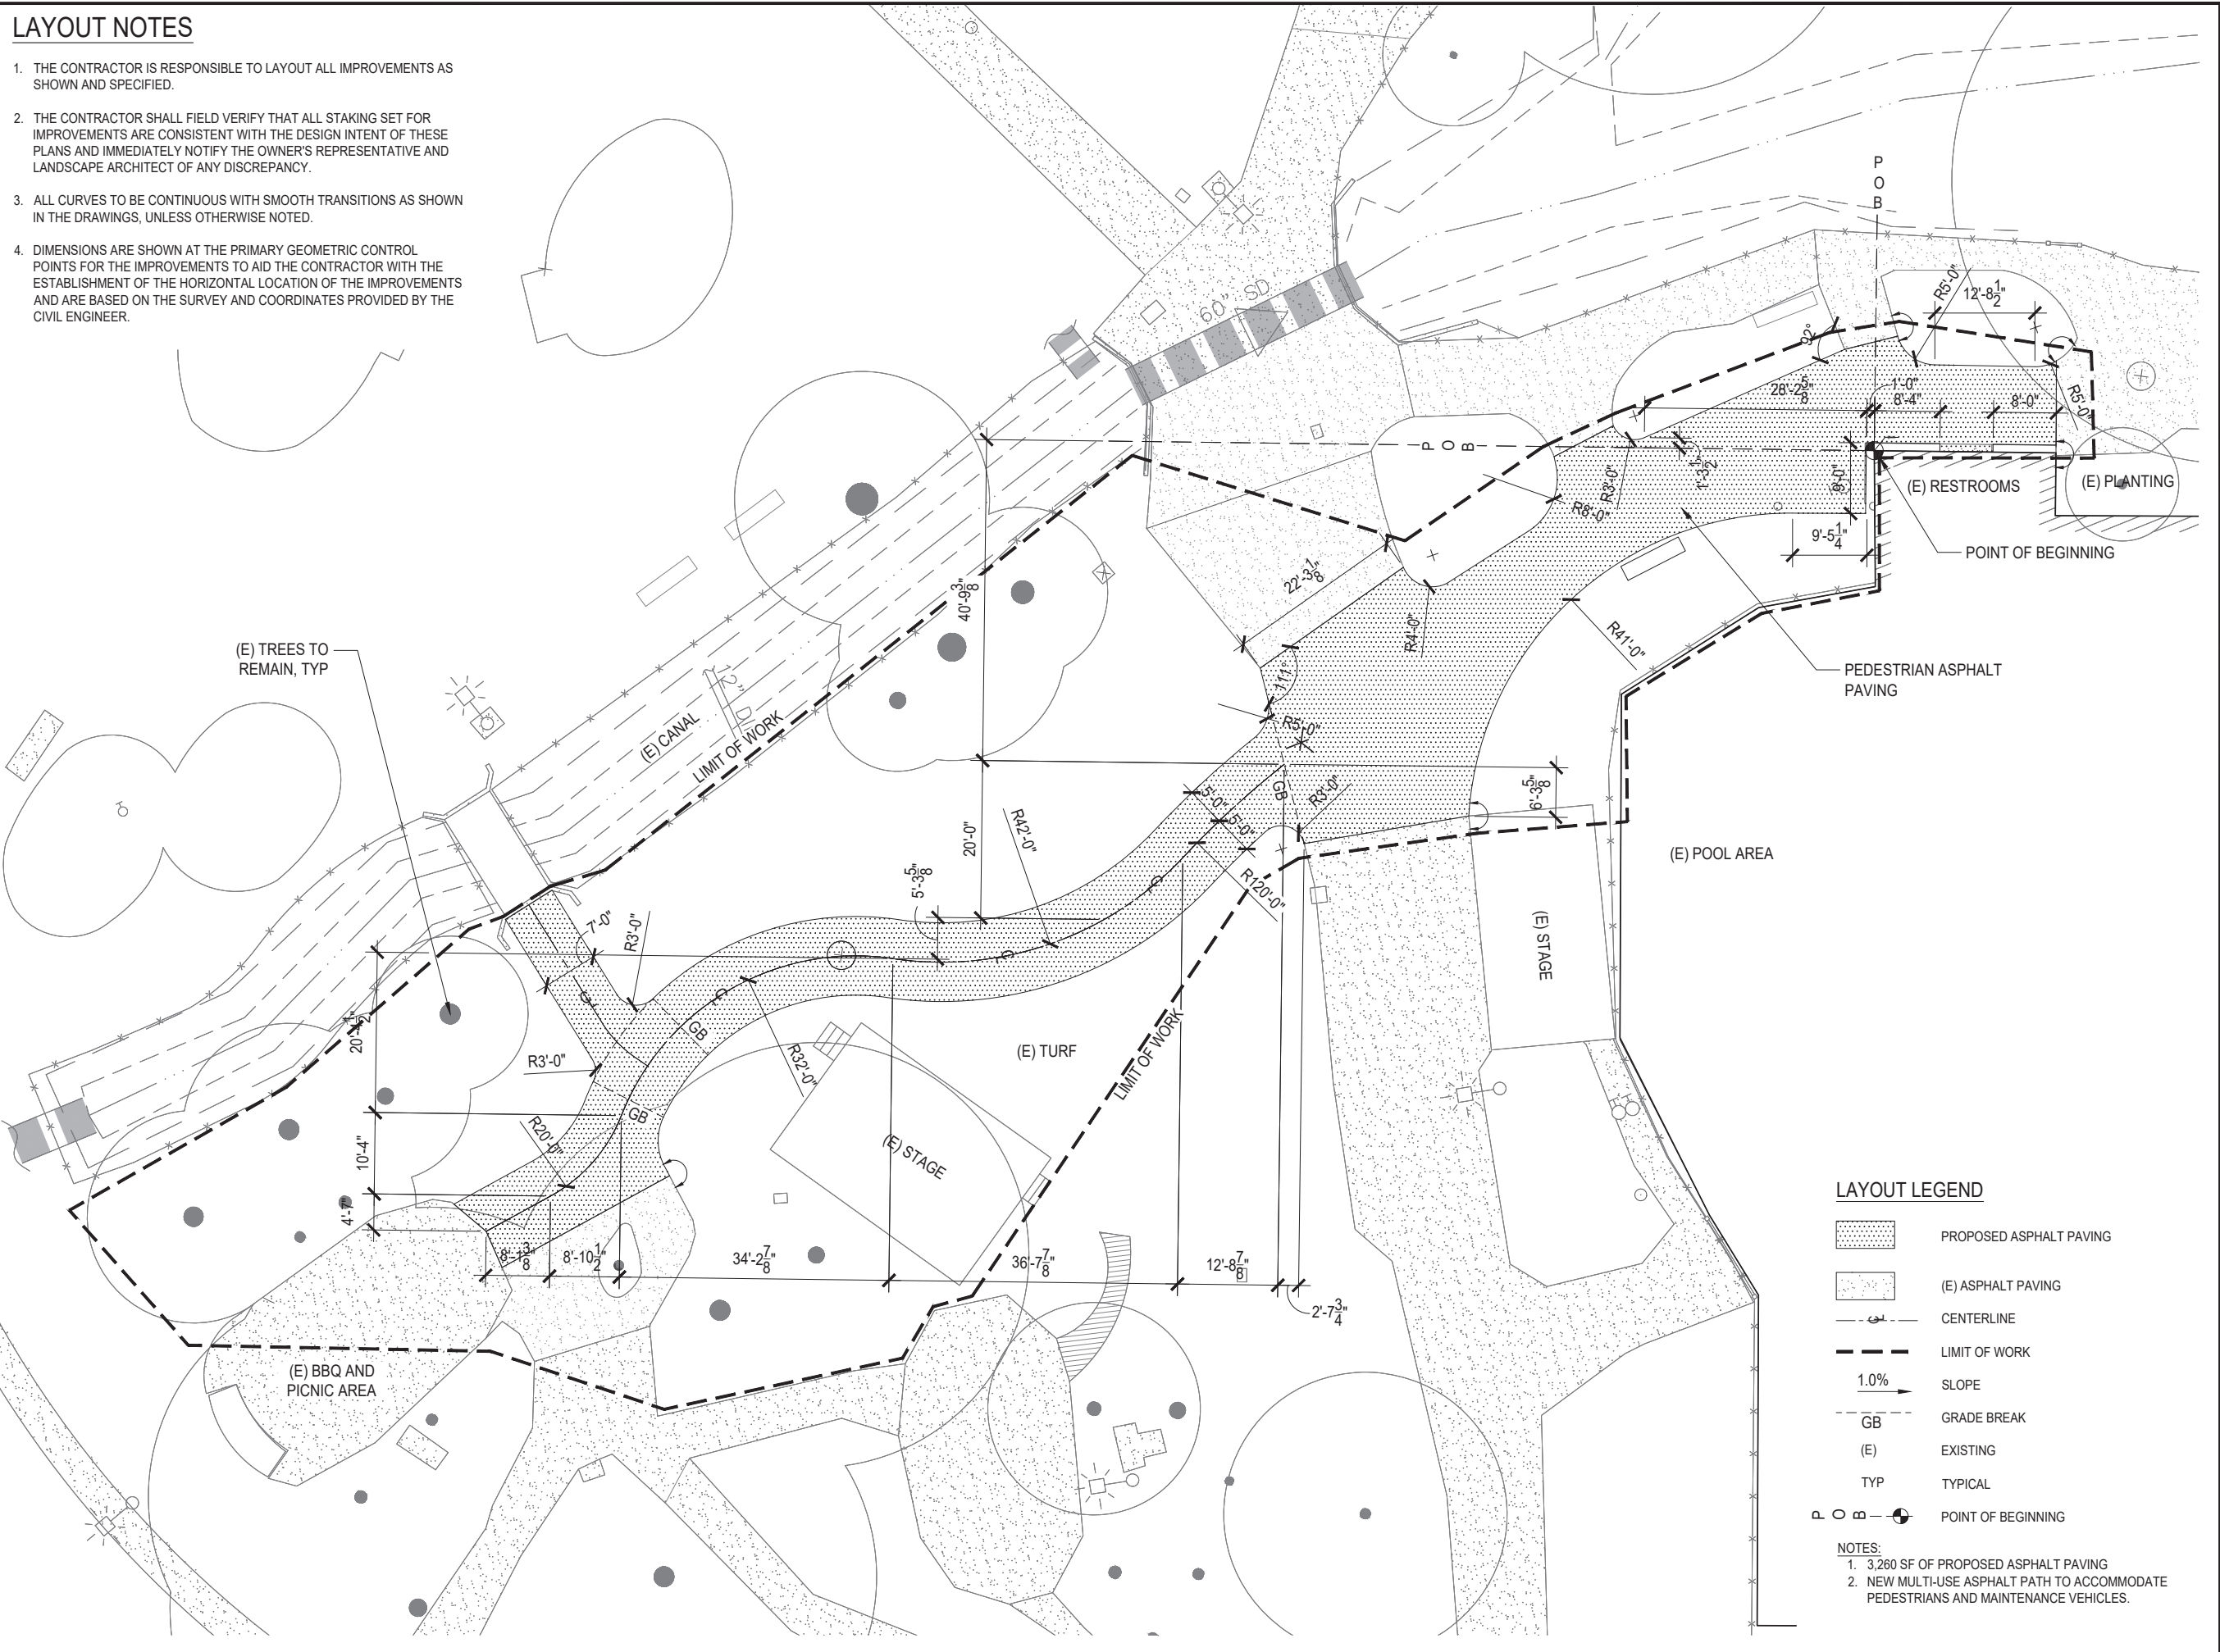 LAYOUT NOTES
1. THE CONTRACTOR IS RESPONSIBLE TO LAYOUT ALL IMPROVEMENTS AS
SHOWN AND SPECIFIED.
2. THE CONTRACTOR SHALL FIELD VERIFY THAT ALL STAKING SET FOR
IMPROVEMENTS ARE CONSISTENT WITH THE DESIGN INTENT OF THESE
PLANS AND IMMEDIATELY NOTIFY THE OWNER'S REPRESENTATIVE AND
LANDSCAPE ARCHITECT OF ANY DISCREPANCY.
3. ALL CURVES TO BE CONTINUOUS WITH SMOOTH TRANSITIONS AS SHOWN
IN THE DRAWINGS, UNLESS OTHERWISE NOTED.
4. DIMENSIONS ARE SHOWN AT THE PRIMARY GEOMETRIC CONTROL
POINTS FOR THE IMPROVEMENTS TO AID THE CONTRACTOR WITH THE
ESTABLISHMENT OF THE HORIZONTAL LOCATION OF THE IMPROVEMENTS
AND ARE BASED ON THE SURVEY AND COORDINATES PROVIDED BY THE
CIVIL ENGINEER.
POB
60" SD
R5'-0"
12'-8 1/2"
92°
28'-2 5/8"
1'-0"
8'-4"
8'-0"
R5'-0"
POB
R3'-0"
1'-3 1/2"
9'-0"
R8'-0"
(E) RESTROOMS
(E) PLANTING
9'-5 1/4"
POINT OF BEGINNING
22'-3 1/8"
40'-9 3/8"
R4'-0"
R41'-0"
(E) TREES TO
REMAIN, TYP
111°
PEDESTRIAN ASPHALT
PAVING
12" D
(E) CANAL
LIMIT OF WORK
R5'-0"
GB
R3'-0"
6'-3 5/8"
5'-0"
5'-0"
20'-0"
R42'-0"
5'-3 5/8"
R120'-0"
(E) POOL AREA
7'-0"
R3'-0"
(E) STAGE
20'-4 1/2"
GB
R3'-0"
R32'-0"
(E) TURF
LIMIT OF WORK
GB
R20'-0"
10'-4"
(E) STAGE
4'-7"
8'-1 3/8"
8'-10 1/2"
34'-2 7/8"
36'-7 7/8"
12'-8 7/8"
2'-7 3/4"
(E) BBQ AND
PICNIC AREA
LAYOUT LEGEND
PROPOSED ASPHALT PAVING
(E) ASPHALT PAVING
CENTERLINE
LIMIT OF WORK
1.0% SLOPE
GB GRADE BREAK
(E) EXISTING
TYP TYPICAL
POB POINT OF BEGINNING
NOTES:
1. 3,260 SF OF PROPOSED ASPHALT PAVING
2. NEW MULTI-USE ASPHALT PATH TO ACCOMMODATE
PEDESTRIANS AND MAINTENANCE VEHICLES.